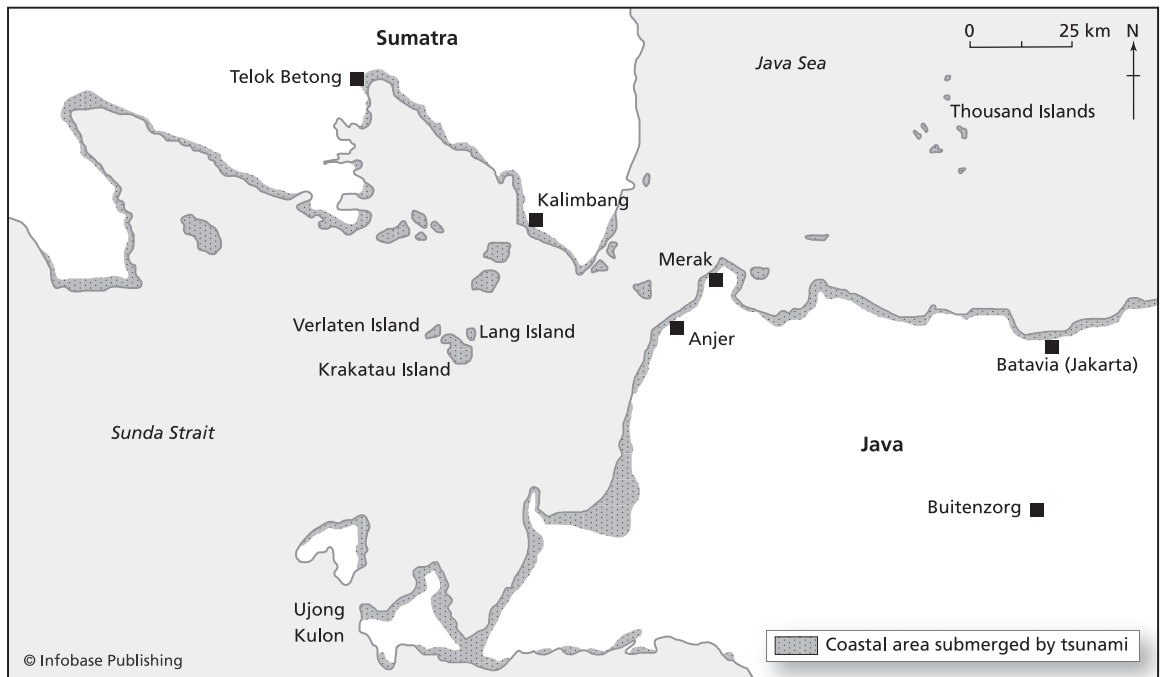 Sumatra
0 25 km N
Java Sea
Telok Betong
Thousand Islands
Kalimbang
Merak
Verlaten Island
Lang Island
Anjer
Krakatau Island
Batavia (Jakarta)
Sunda Strait
Java
Buitenzorg
Ujong
Kulon
Coastal area submerged by tsunami
© Infobase Publishing